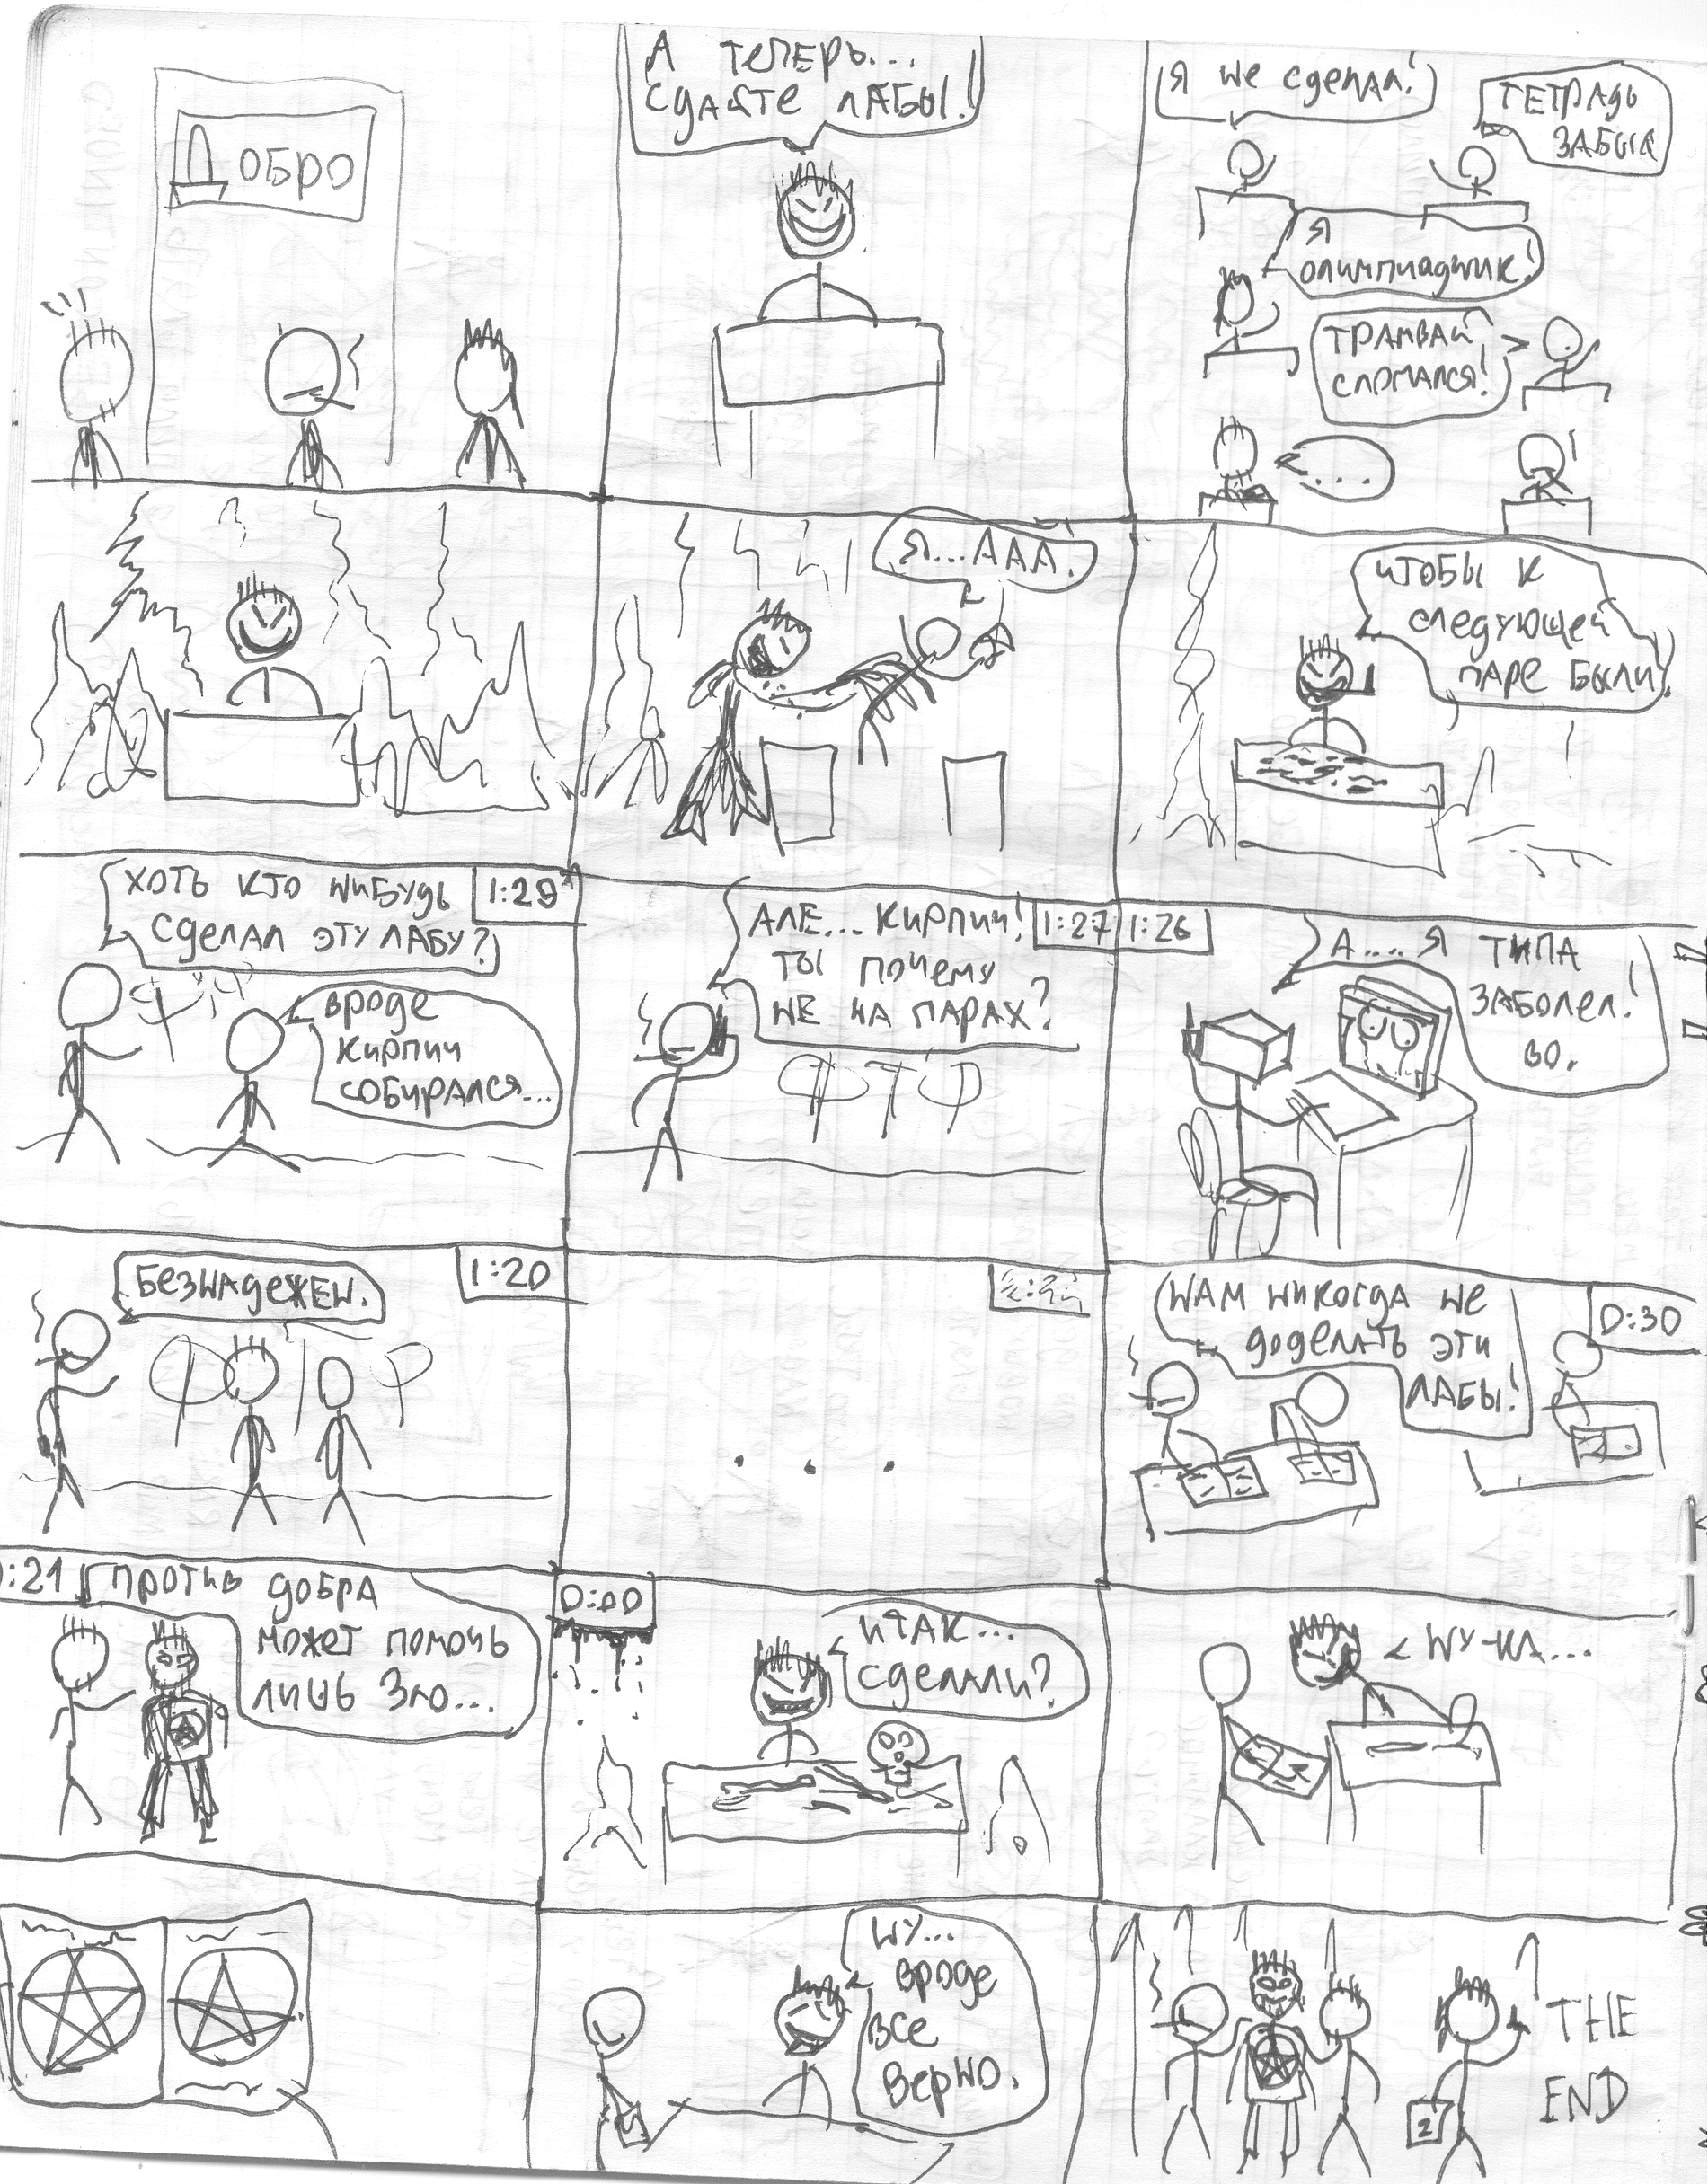 ДОБРО
А ТЕПЕРЬ...
СДАЙТЕ ЛАБЫ!
Я НЕ СДЕЛАЛ!
ТЕТРАДЬ
ЗАБЫЛ
Я
ОЛИМПИАДНИК!
ТРАМВАЙ
СЛОМАЛСЯ!
...
Я...ААА!
ЧТОБЫ К
СЛЕДУЮЩЕЙ
ПАРЕ БЫЛИ!
ХОТЬ КТО НИБУДЬ
СДЕЛАЛ ЭТУ ЛАБУ?
1:29
ВРОДЕ
КИРПИЧ
СОБИРАЛСЯ...
АЛЕ... КИРПИЧ!
ТЫ ПОЧЕМУ
НЕ НА ПАРАХ?
1:27
ФТФ
1:26
А.... Я ТИПА
ЗАБОЛЕЛ!
ВО.
БЕЗНАДЕЖЕН.
1:20
...
НАМ НИКОГДА НЕ
ДОДЕЛАТЬ ЭТИ
ЛАБЫ!
0:30
0:21
ПРОТИВ ДОБРА
МОЖЕТ ПОМОЧЬ
ЛИШЬ ЗЛО...
0:00
ИТАК...
СДЕЛАЛИ?
НУ-КА...
НУ...
ВРОДЕ
ВСЕ
ВЕРНО.
2
THE
END